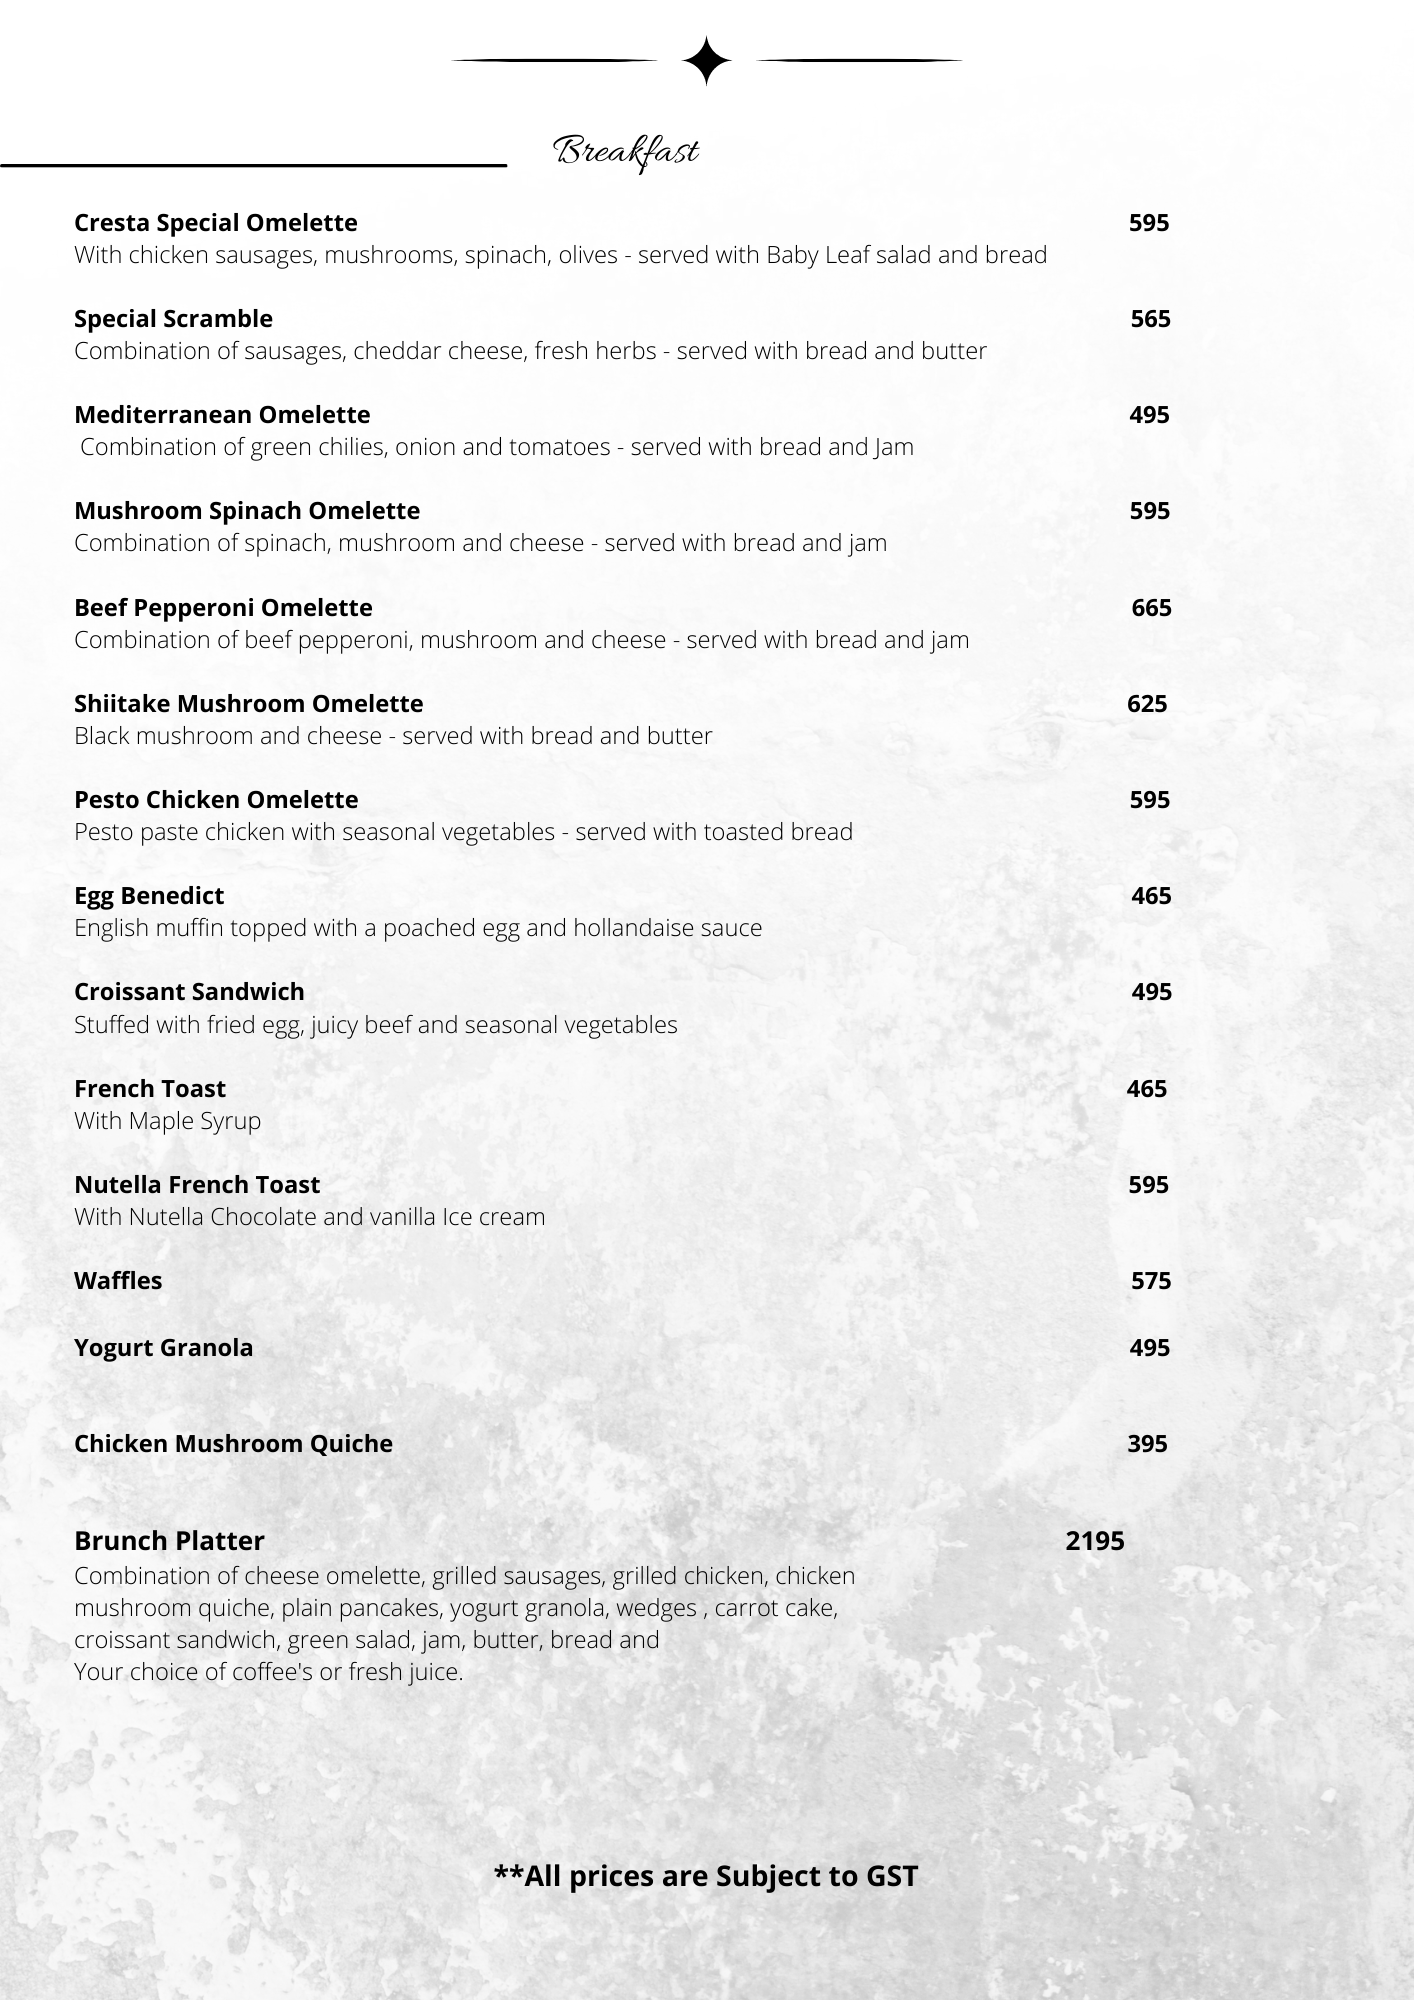 Breakfast
Cresta Special Omelette 595
With chicken sausages, mushrooms, spinach, olives - served with Baby Leaf salad and bread
Special Scramble 565
Combination of sausages, cheddar cheese, fresh herbs - served with bread and butter
Mediterranean Omelette 495
Combination of green chilies, onion and tomatoes - served with bread and Jam
Mushroom Spinach Omelette 595
Combination of spinach, mushroom and cheese - served with bread and jam
Beef Pepperoni Omelette 665
Combination of beef pepperoni, mushroom and cheese - served with bread and jam
Shiitake Mushroom Omelette 625
Black mushroom and cheese - served with bread and butter
Pesto Chicken Omelette 595
Pesto paste chicken with seasonal vegetables - served with toasted bread
Egg Benedict 465
English muffin topped with a poached egg and hollandaise sauce
Croissant Sandwich 495
Stuffed with fried egg, juicy beef and seasonal vegetables
French Toast 465
With Maple Syrup
Nutella French Toast 595
With Nutella Chocolate and vanilla Ice cream
Waffles 575
Yogurt Granola 495
Chicken Mushroom Quiche 395
Brunch Platter 2195
Combination of cheese omelette, grilled sausages, grilled chicken, chicken
mushroom quiche, plain pancakes, yogurt granola, wedges , carrot cake,
croissant sandwich, green salad, jam, butter, bread and
Your choice of coffee's or fresh juice.
**All prices are Subject to GST